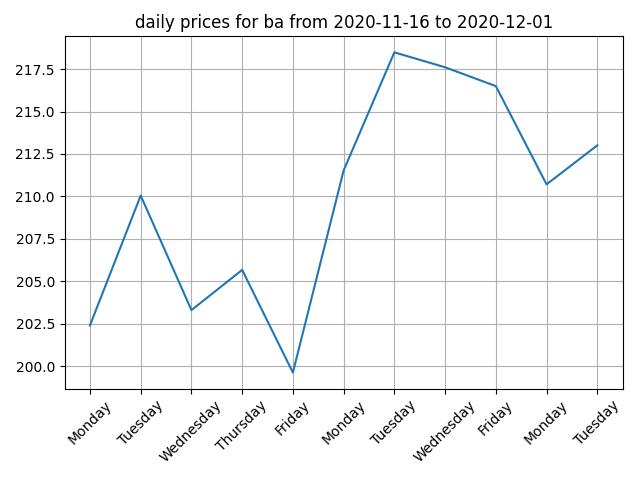 daily prices for ba from 2020-11-16 to 2020-12-01
217.5
215.0
212.5
210.0
207.5
205.0
202.5
200.0
Monday
Tuesday
Wednesday
Thursday
Friday
Monday
Tuesday
Wednesday
Friday
Monday
Tuesday